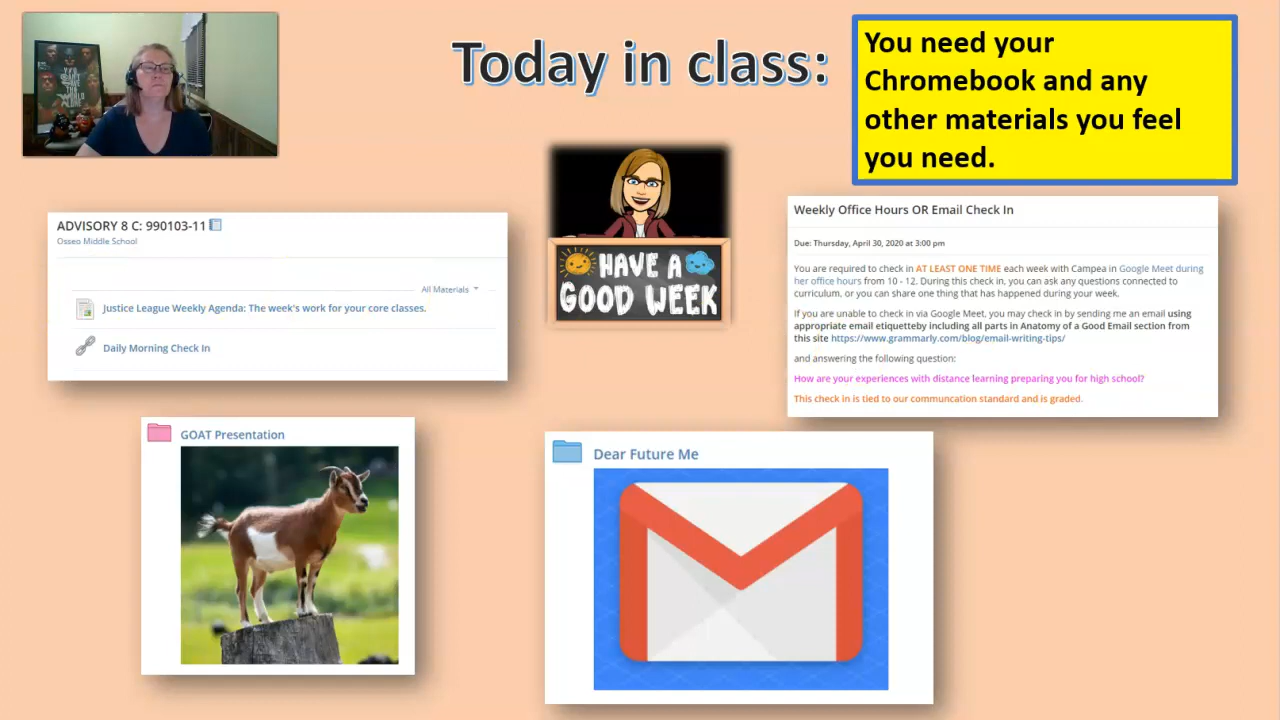 Today in class:
You need your
Chromebook and any
other materials you feel
you need.
HAVE A
GOOD WEEK
ADVISORY 8 C: 990103-11
Osseo Middle School
All Materials
Justice League Weekly Agenda: The week's work for your core classes.
Daily Morning Check In
Weekly Office Hours OR Email Check In
Due: Thursday, April 30, 2020 at 3:00 pm
You are required to check in AT LEAST ONE TIME each week with Campea in Google Meet during
her office hours from 10 - 12. During this check in, you can ask any questions connected to
curriculum, or you can share one thing that has happened during your week.
If you are unable to check in via Google Meet, you may check in by sending me an email using
appropriate email etiquetteby including all parts in Anatomy of a Good Email section from
this site https://www.grammarly.com/blog/email-writing-tips/
and answering the following question:
How are your experiences with distance learning preparing you for high school?
This check in is tied to our communcation standard and is graded.
GOAT Presentation
Dear Future Me